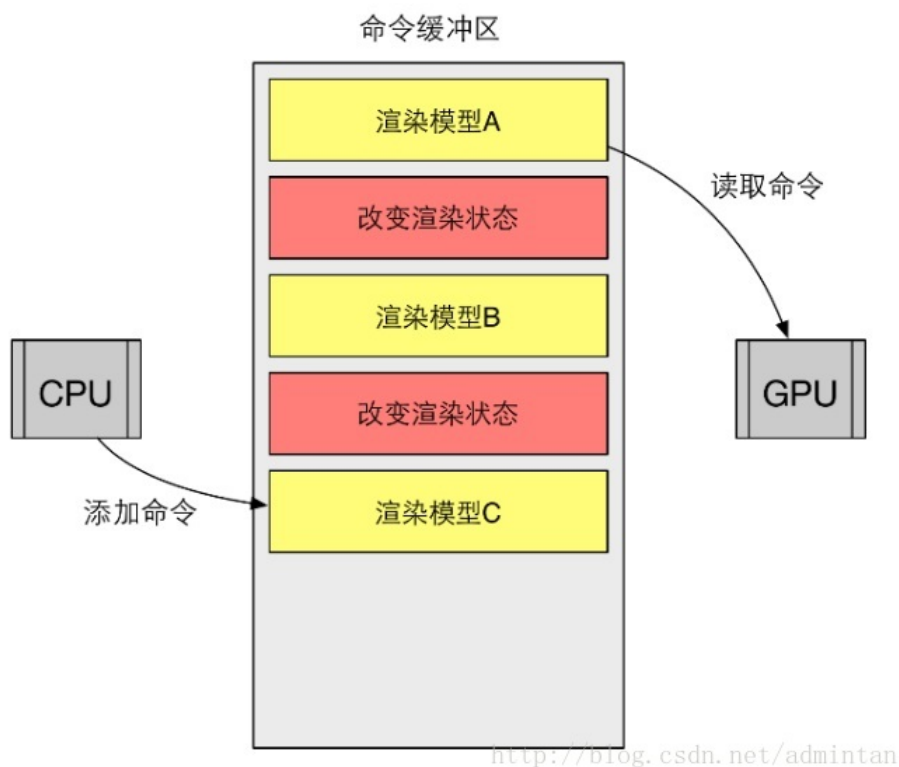 命令缓冲区
渲染模型A
读取命令
改变渲染状态
渲染模型B
CPU
GPU
改变渲染状态
添加命令
渲染模型C
http://blog.csdn.net/admintan